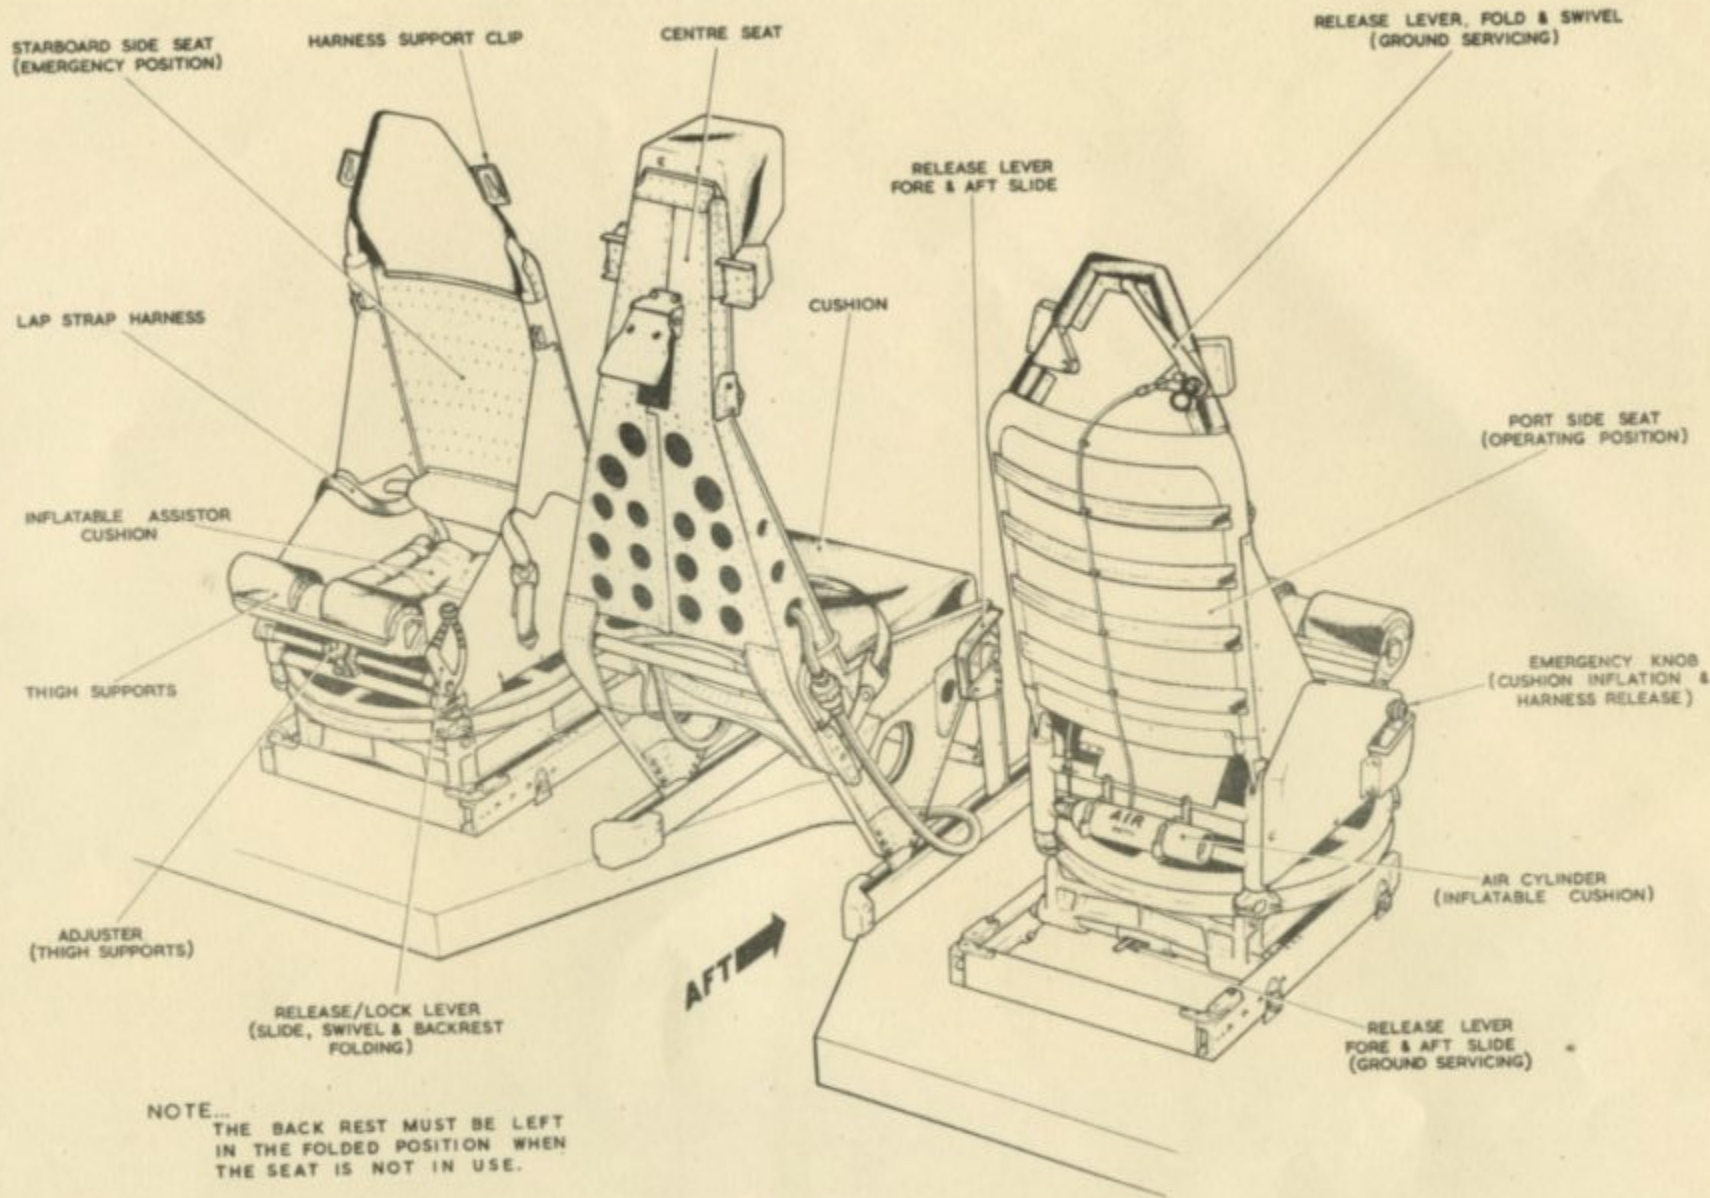 STARBOARD SIDE SEAT
(EMERGENCY POSITION)
HARNESS SUPPORT CLIP
CENTRE SEAT
RELEASE LEVER, FOLD & SWIVEL
(GROUND SERVICING)
RELEASE LEVER
FORE & AFT SLIDE
LAP STRAP HARNESS
CUSHION
PORT SIDE SEAT
(OPERATING POSITION)
INFLATABLE ASSISTOR
CUSHION
THIGH SUPPORTS
EMERGENCY KNOB
(CUSHION INFLATION &
HARNESS RELEASE)
AIR
AIR CYLINDER
(INFLATABLE CUSHION)
ADJUSTER
(THIGH SUPPORTS)
AFT
RELEASE/LOCK LEVER
(SLIDE, SWIVEL & BACKREST
FOLDING)
RELEASE LEVER
FORE & AFT SLIDE
(GROUND SERVICING)
NOTE...
THE BACK REST MUST BE LEFT
IN THE FOLDED POSITION WHEN
THE SEAT IS NOT IN USE.